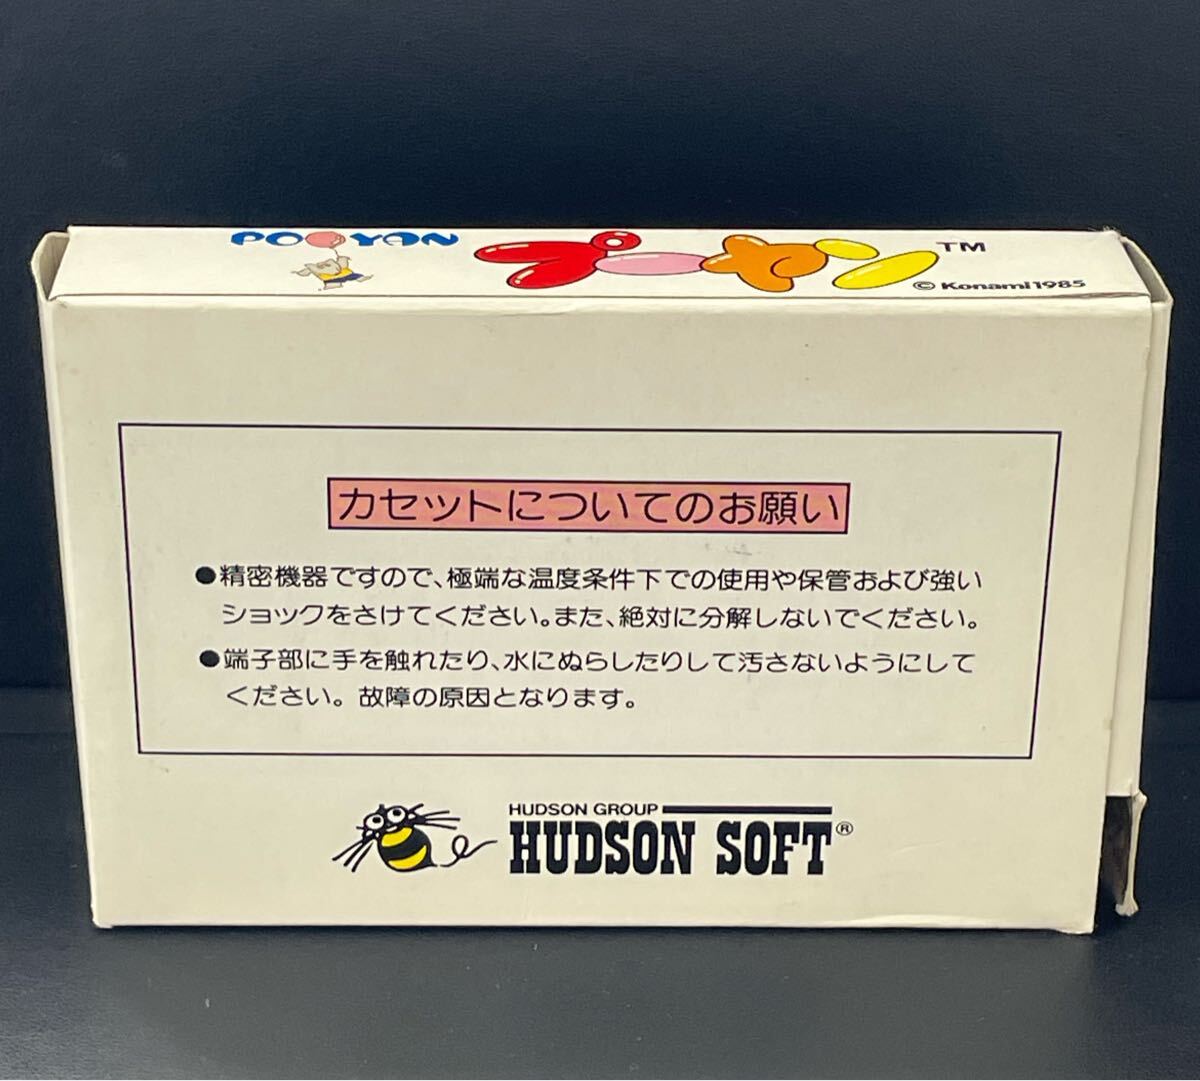 POOYAN
プーヤン™
©Konami1985
カセットについてのお願い
●精密機器ですので、極端な温度条件下での使用や保管および強い
ショックをさけてください。また、絶対に分解しないでください。
●端子部に手を触れたり、水にぬらしたりして汚さないようにして
ください。故障の原因となります。
HUDSON GROUP
HUDSON SOFT®